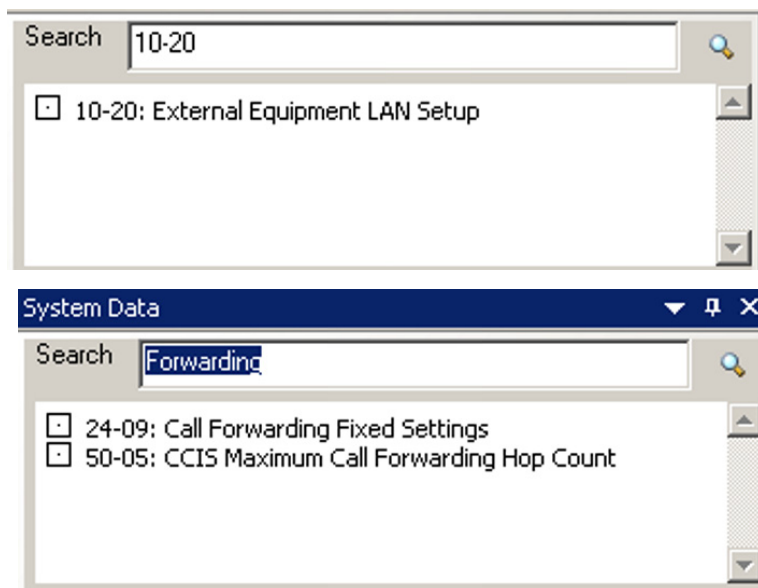 Search 10-20
10-20: External Equipment LAN Setup
System Data
Search Forwarding
24-09: Call Forwarding Fixed Settings
50-05: CCIS Maximum Call Forwarding Hop Count